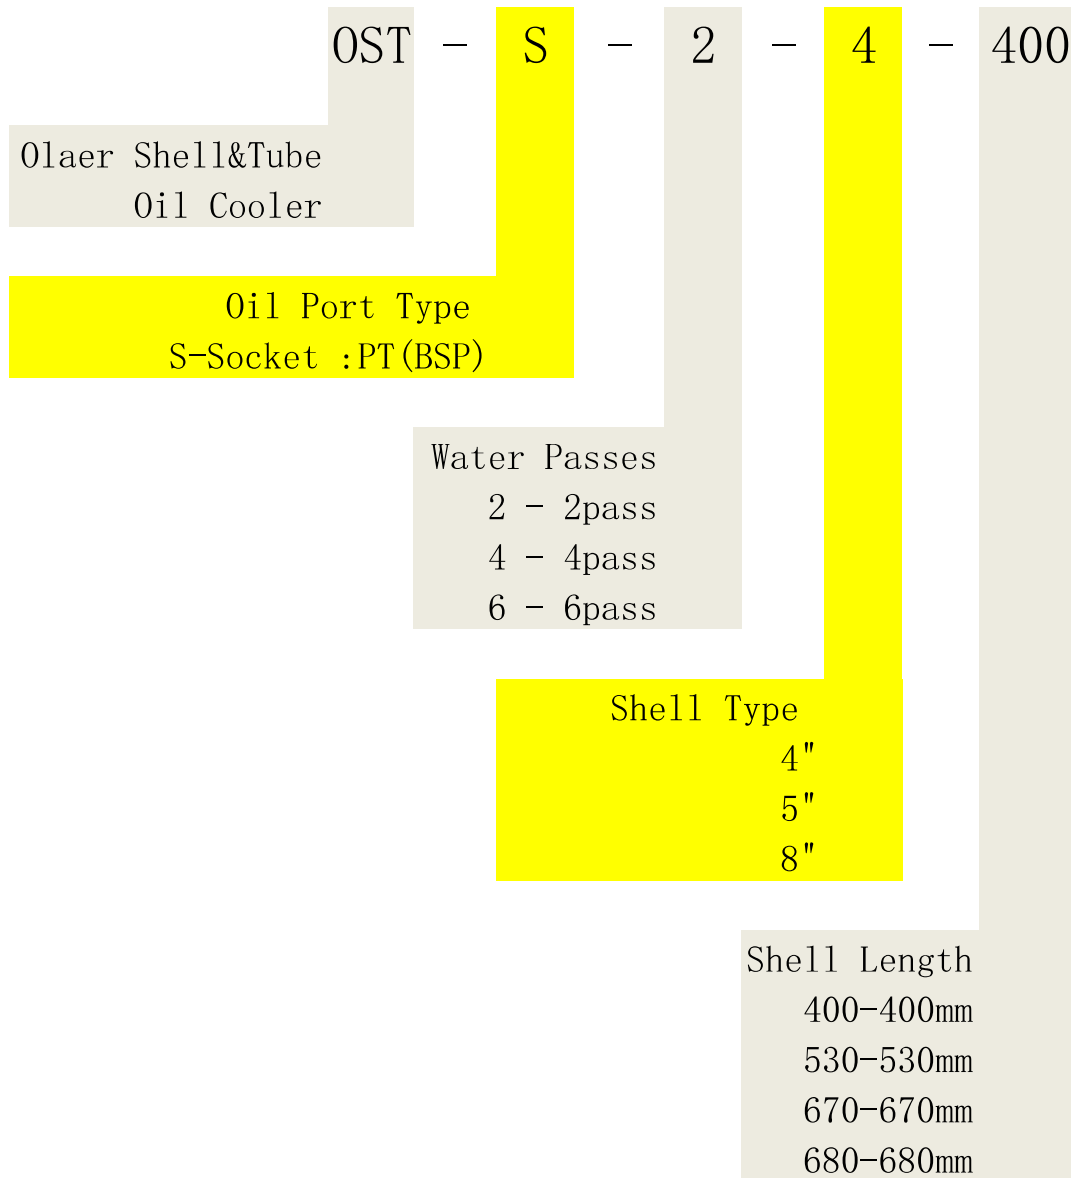 OST - S - 2 - 4 - 400
Olaer Shell&Tube
Oil Cooler
Oil Port Type
S-Socket :PT(BSP)
Water Passes
2 - 2pass
4 - 4pass
6 - 6pass
Shell Type
4"
5"
8"
Shell Length
400-400mm
530-530mm
670-670mm
680-680mm